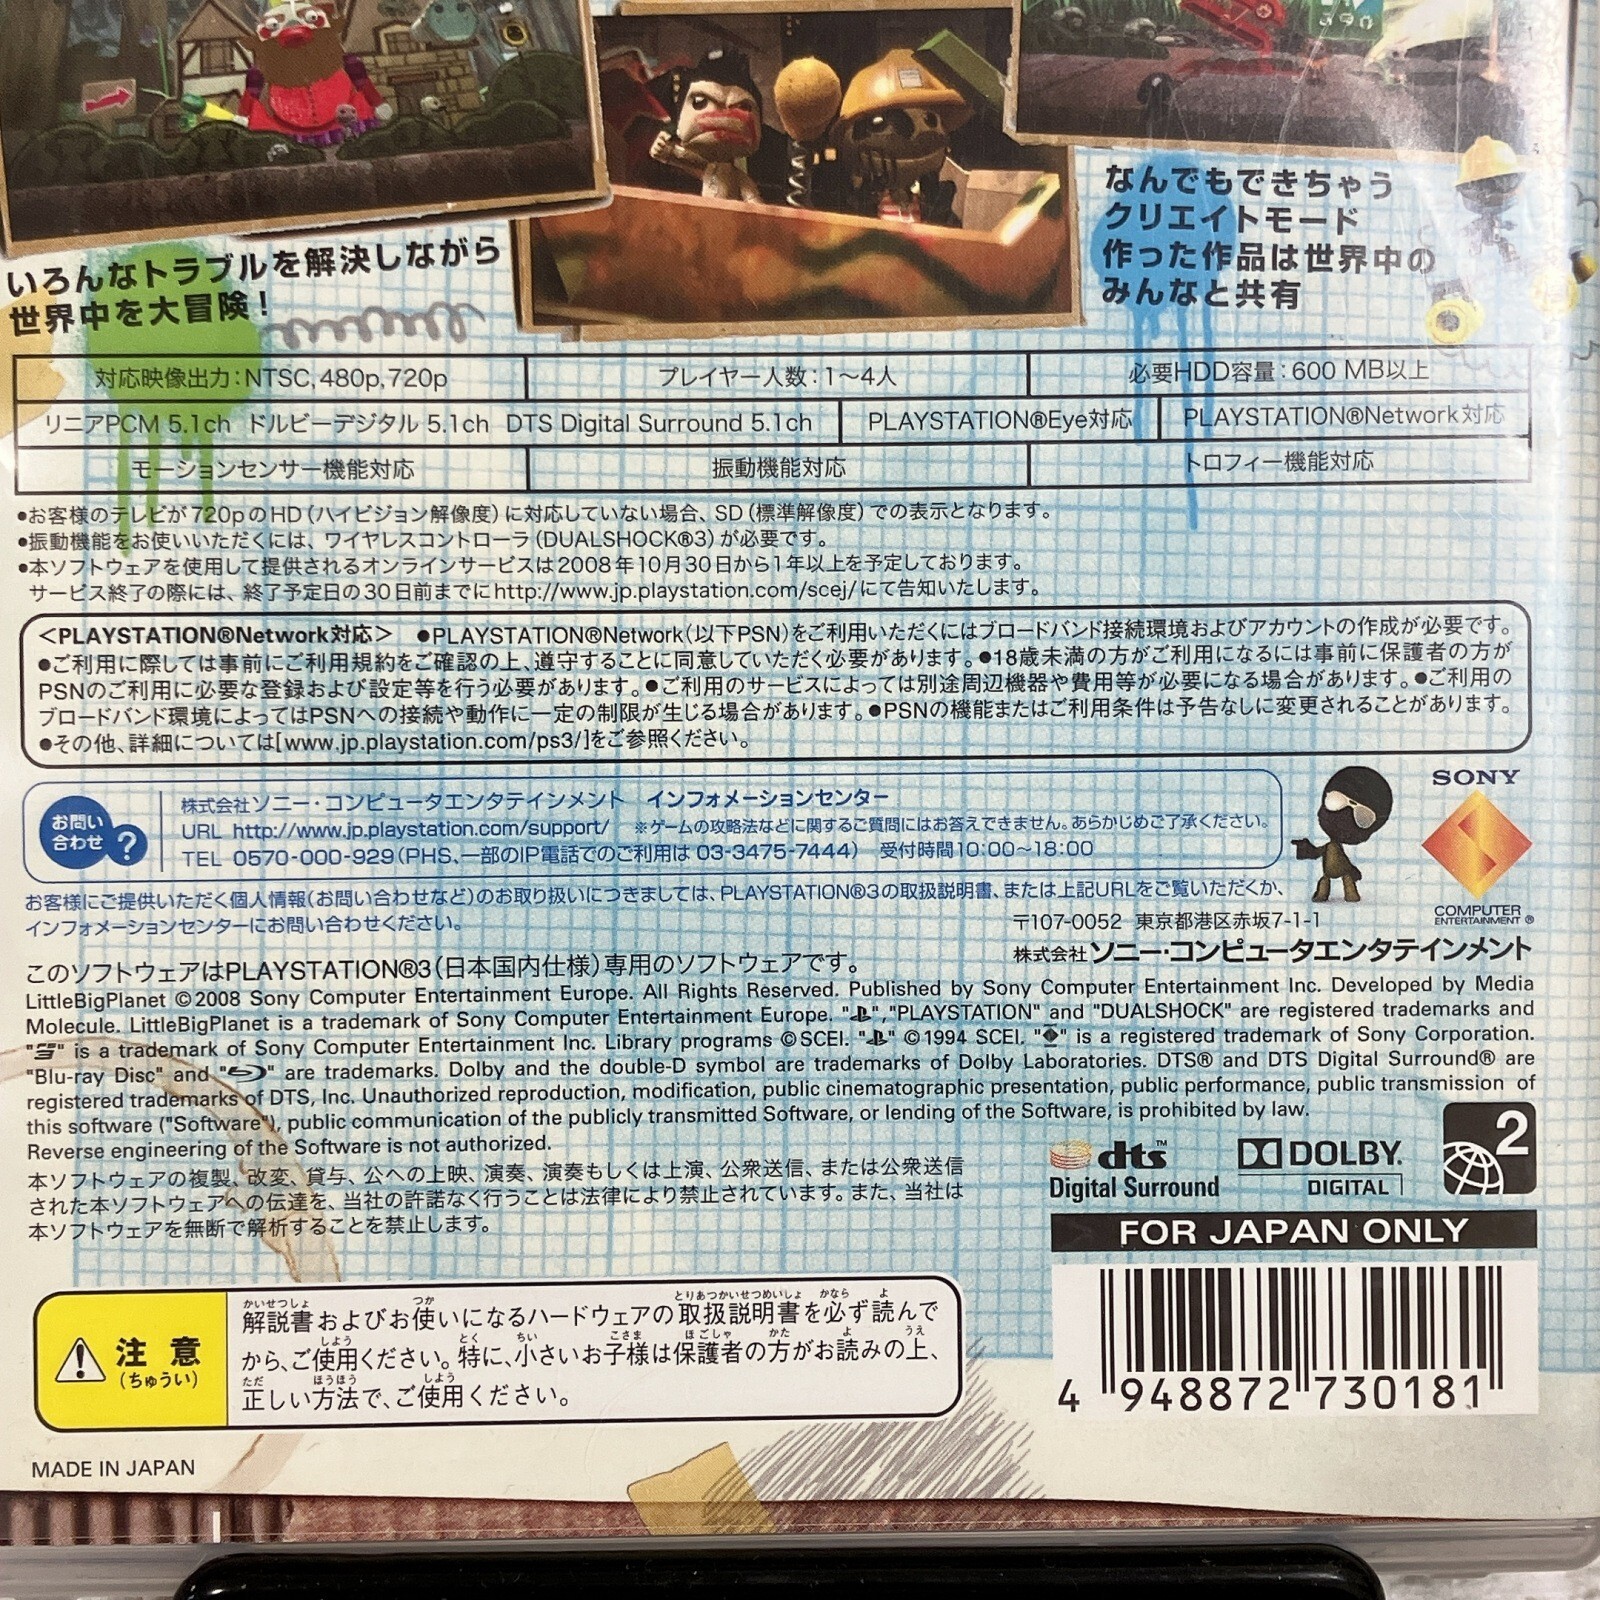 いろんなトラブルを解決しながら
世界中を大冒険!
なんでもできちゃう
クリエイトモード
作った作品は世界中の
みんなと共有
対応映像出力:NTSC, 480p, 720p
プレイヤー人数:1〜4人
必要HDD容量:600 MB以上
リニアPCM 5.1ch ドルビーデジタル 5.1ch DTS Digital Surround 5.1ch
PLAYSTATION®Eye対応
PLAYSTATION®Network対応
モーションセンサー機能対応
振動機能対応
トロフィー機能対応
●お客様のテレビが720pのHD(ハイビジョン解像度)に対応していない場合、SD(標準解像度)での表示となります。
●振動機能をお使いいただくには、ワイヤレスコントローラ(DUALSHOCK®3)が必要です。
●本ソフトウェアを使用して提供されるオンラインサービスは2008年10月30日から1年以上を予定しております。
サービス終了の際には、終了予定日の30日前までにhttp://www.jp.playstation.com/scej/にて告知いたします。
<PLAYSTATION®Network対応> ●PLAYSTATION®Network(以下PSN)をご利用いただくにはブロードバンド接続環境およびアカウントの作成が必要です。
●ご利用に際しては事前にご利用規約をご確認の上、遵守することに同意していただく必要があります。●18歳未満の方がご利用になるには事前に保護者の方が
PSNのご利用に必要な登録および設定等を行う必要があります。●ご利用のサービスによっては別途周辺機器や費用等が必要になる場合があります。●ご利用の
ブロードバンド環境によってはPSNへの接続や動作に一定の制限が生じる場合があります。●PSNの機能またはご利用条件は予告なしに変更されることがあります。
●その他、詳細については[www.jp.playstation.com/ps3/]をご参照ください。
お問い
合わせ ?
株式会社ソニー・コンピュータエンタテインメント インフォメーションセンター
URL http://www.jp.playstation.com/support/ ※ゲームの攻略法などに関するご質問にはお答えできません。あらかじめご了承ください。
TEL 0570-000-929(PHS、一部のIP電話でのご利用は 03-3475-7444) 受付時間10:00〜18:00
SONY
COMPUTER
ENTERTAINMENT ®
お客様にご提供いただく個人情報(お問い合わせなど)のお取り扱いにつきましては、PLAYSTATION®3の取扱説明書、または上記URLをご覧いただくか、
インフォメーションセンターにお問い合わせください。
〒107-0052 東京都港区赤坂7-1-1
株式会社 ソニー・コンピュータエンタテインメント
このソフトウェアはPLAYSTATION®3(日本国内仕様)専用のソフトウェアです。
LittleBigPlanet ©2008 Sony Computer Entertainment Europe. All Rights Reserved. Published by Sony Computer Entertainment Inc. Developed by Media
Molecule. LittleBigPlanet is a trademark of Sony Computer Entertainment Europe. "", "PLAYSTATION" and "DUALSHOCK" are registered trademarks and
"" is a trademark of Sony Computer Entertainment Inc. Library programs ©SCEI. "" ©1994 SCEI. "" is a registered trademark of Sony Corporation.
"Blu-ray Disc" and "" are trademarks. Dolby and the double-D symbol are trademarks of Dolby Laboratories. DTS® and DTS Digital Surround® are
registered trademarks of DTS, Inc. Unauthorized reproduction, modification, public cinematographic presentation, public performance, public transmission of
this software ("Software"), public communication of the publicly transmitted Software, or lending of the Software, is prohibited by law.
Reverse engineering of the Software is not authorized.
本ソフトウェアの複製、改変、貸与、公への上映、演奏、演奏もしくは上演、公衆送信、または公衆送信
された本ソフトウェアへの伝達を、当社の許諾なく行うことは法律により禁止されています。また、当社は
本ソフトウェアを無断で解析することを禁止します。
dts™
Digital Surround
DOLBY.
DIGITAL
2
FOR JAPAN ONLY
4 948872 730181
注意
(ちゅうい)
かいせつしょ つか とりあつかいせつめいしょ かなら よ
解説書およびお使いになるハードウェアの取扱説明書を必ず読んで
しよう とく ちい こさま ほごしゃ かた よ うえ
から、ご使用ください。特に、小さいお子様は保護者の方がお読みの上、
ただ ほうほう しよう
正しい方法で、ご使用ください。
MADE IN JAPAN